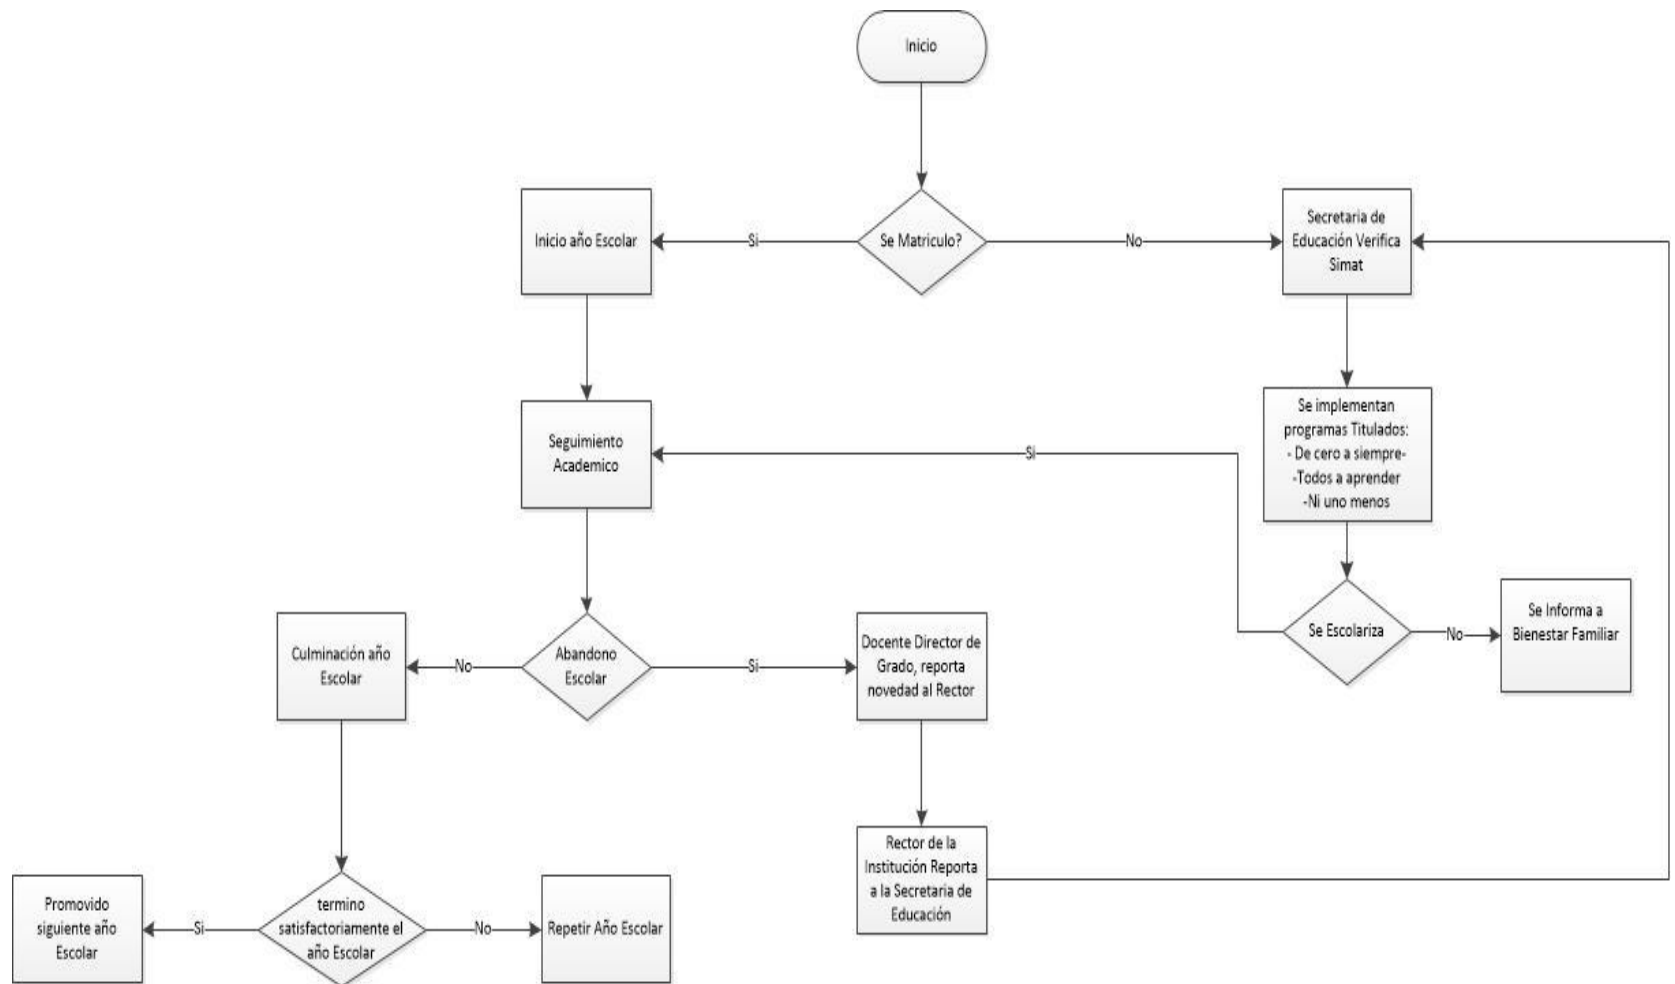 Inicio
Inicio año Escolar
Si
Se Matriculo?
No
Secretaria de
Educación Verifica
Simat
Seguimiento
Academico
Si
Se implementan
programas Titulados:
- De cero a siempre-
-Todos a aprender
-Ni uno menos
Culminación año
Escolar
No
Abandono
Escolar
Si
Docente Director de
Grado, reporta
novedad al Rector
Se Escolariza
No
Se Informa a
Bienestar Familiar
Rector de la
Institución Reporta
a la Secretaria de
Educación
Promovido
siguiente año
Escolar
Si
termino
satisfactoriamente el
año Escolar
No
Repetir Año Escolar